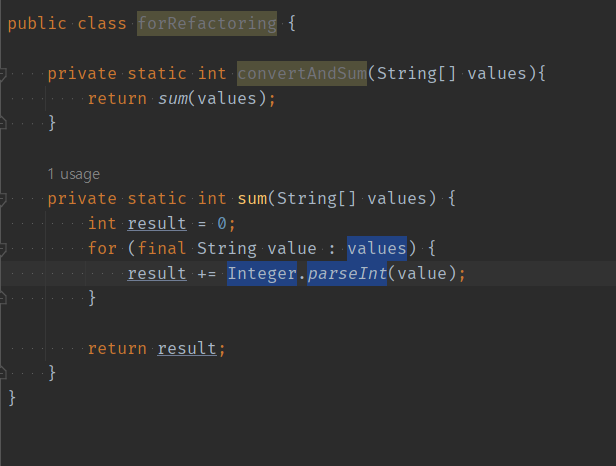 public class forRefactoring {
private static int convertAndSum(String[] values){
return sum(values);
}
1 usage
private static int sum(String[] values) {
int result = 0;
for (final String value : values) {
result += Integer.parseInt(value);
}
return result;
}
}